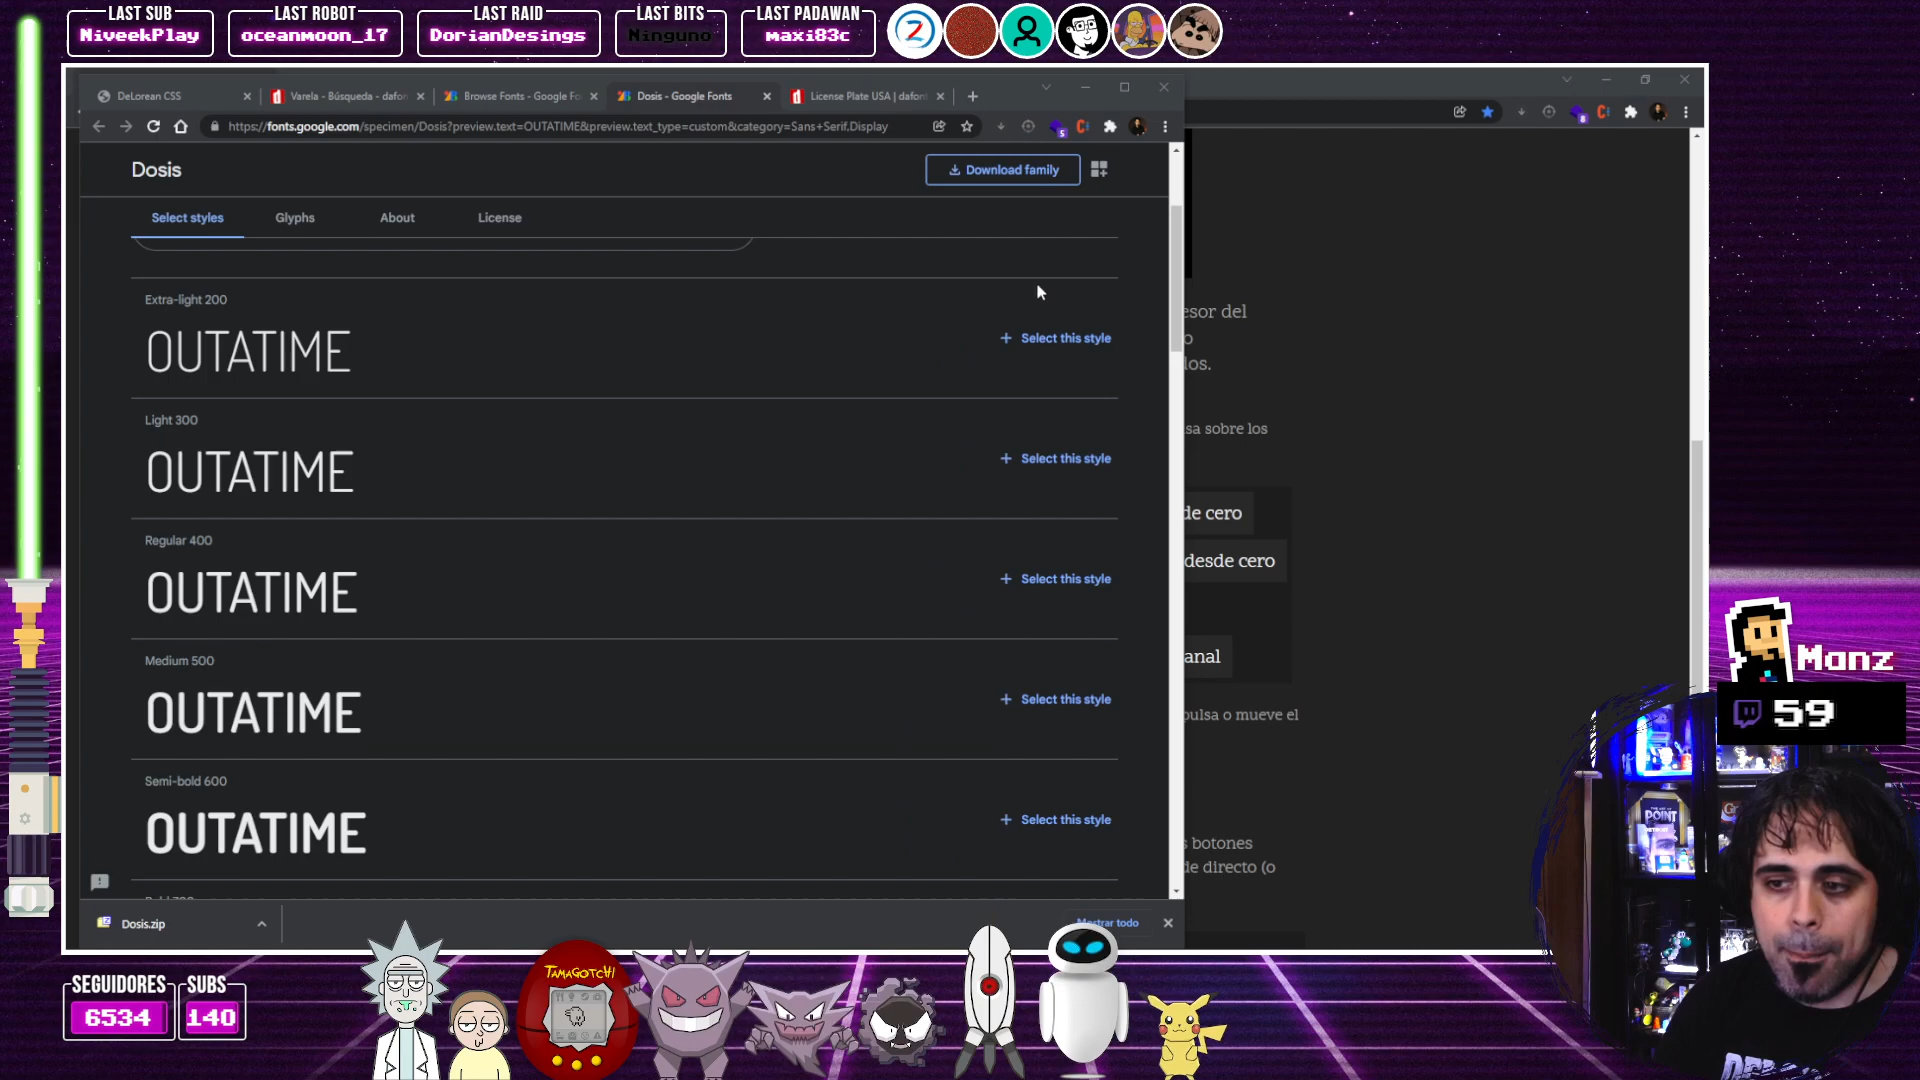 LAST SUB
NiveekPlay
LAST ROBOT
oceanmoon_17
LAST RAID
DorianDesings
LAST BITS
Ninguno
LAST PADAWAN
maxi83c
DeLorean CSS
Varela - Búsqueda - dafon
Browse Fonts - Google Fo
Dosis - Google Fonts
License Plate USA | dafon
https://fonts.google.com/specimen/Dosis?preview.text=OUTATIME&preview.text_type=custom&category=Sans+Serif,Display
Dosis
Download family
Select styles
Glyphs
About
License
Extra-light 200
OUTATIME
Select this style
Light 300
OUTATIME
Select this style
Regular 400
OUTATIME
Select this style
Medium 500
OUTATIME
Select this style
Semi-bold 600
OUTATIME
Select this style
Dosis.zip
Mostrar todo
esor del
o
los.
sa sobre los
de cero
desde cero
anal
pulsa o mueve el
s botones
de directo (o
Manz
59
POINT
SEGUIDORES
6534
SUBS
140
TAMAGOTCHI